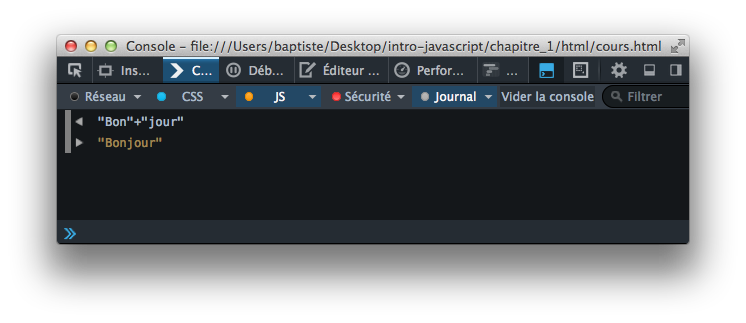 Console – file:///Users/baptiste/Desktop/intro-javascript/chapitre_1/html/cours.html
Ins... C... Déb... Éditeur ... Perfor... ...
Réseau CSS JS Sécurité Journal Vider la console Filtrer
"Bon"+"jour"
"Bonjour"